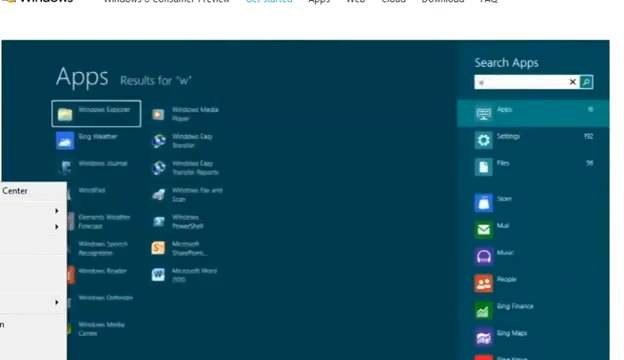 Windows 8 Consumer Preview Get started Apps Web Cloud Download FAQ
Apps Results for "w"
Search Apps
w
Windows Explorer
Bing Weather
Windows Journal
WordPad
Elements Weather
Forecast
Windows Speech
Recognition
Windows Reader
Windows Defender
Windows Media
Center
Windows Media
Player
Windows Easy
Transfer
Windows Easy
Transfer Reports
Windows Fax and
Scan
Windows
PowerShell
Microsoft
SharePoint...
Microsoft Word
2010
Apps
Settings 192
Files 98
Store
Mail
Music
People
Bing Finance
Bing Maps
Center